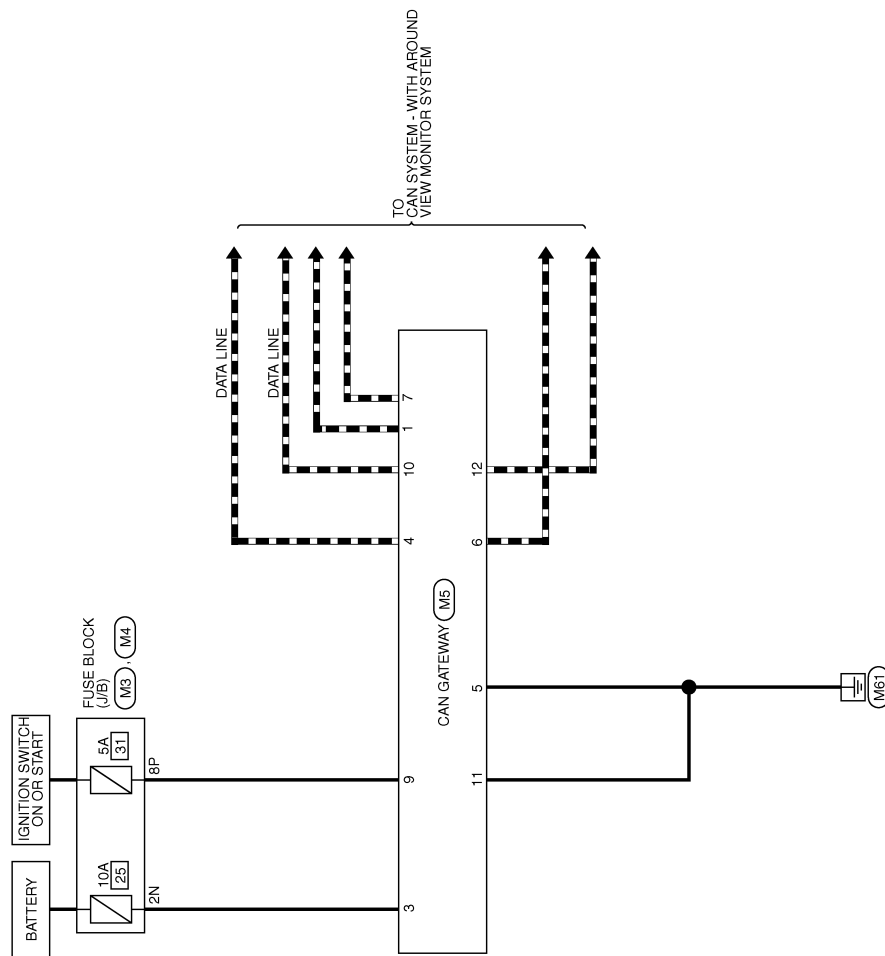 BATTERY
IGNITION SWITCH
ON OR START
FUSE BLOCK
(J/B)
M3 , M4
10A
25
5A
31
2N
8P
3
9
4
10
1
7
DATA LINE
DATA LINE
TO
CAN SYSTEM - WITH AROUND
VIEW MONITOR SYSTEM
CAN GATEWAY M5
11
5
6
12
M61